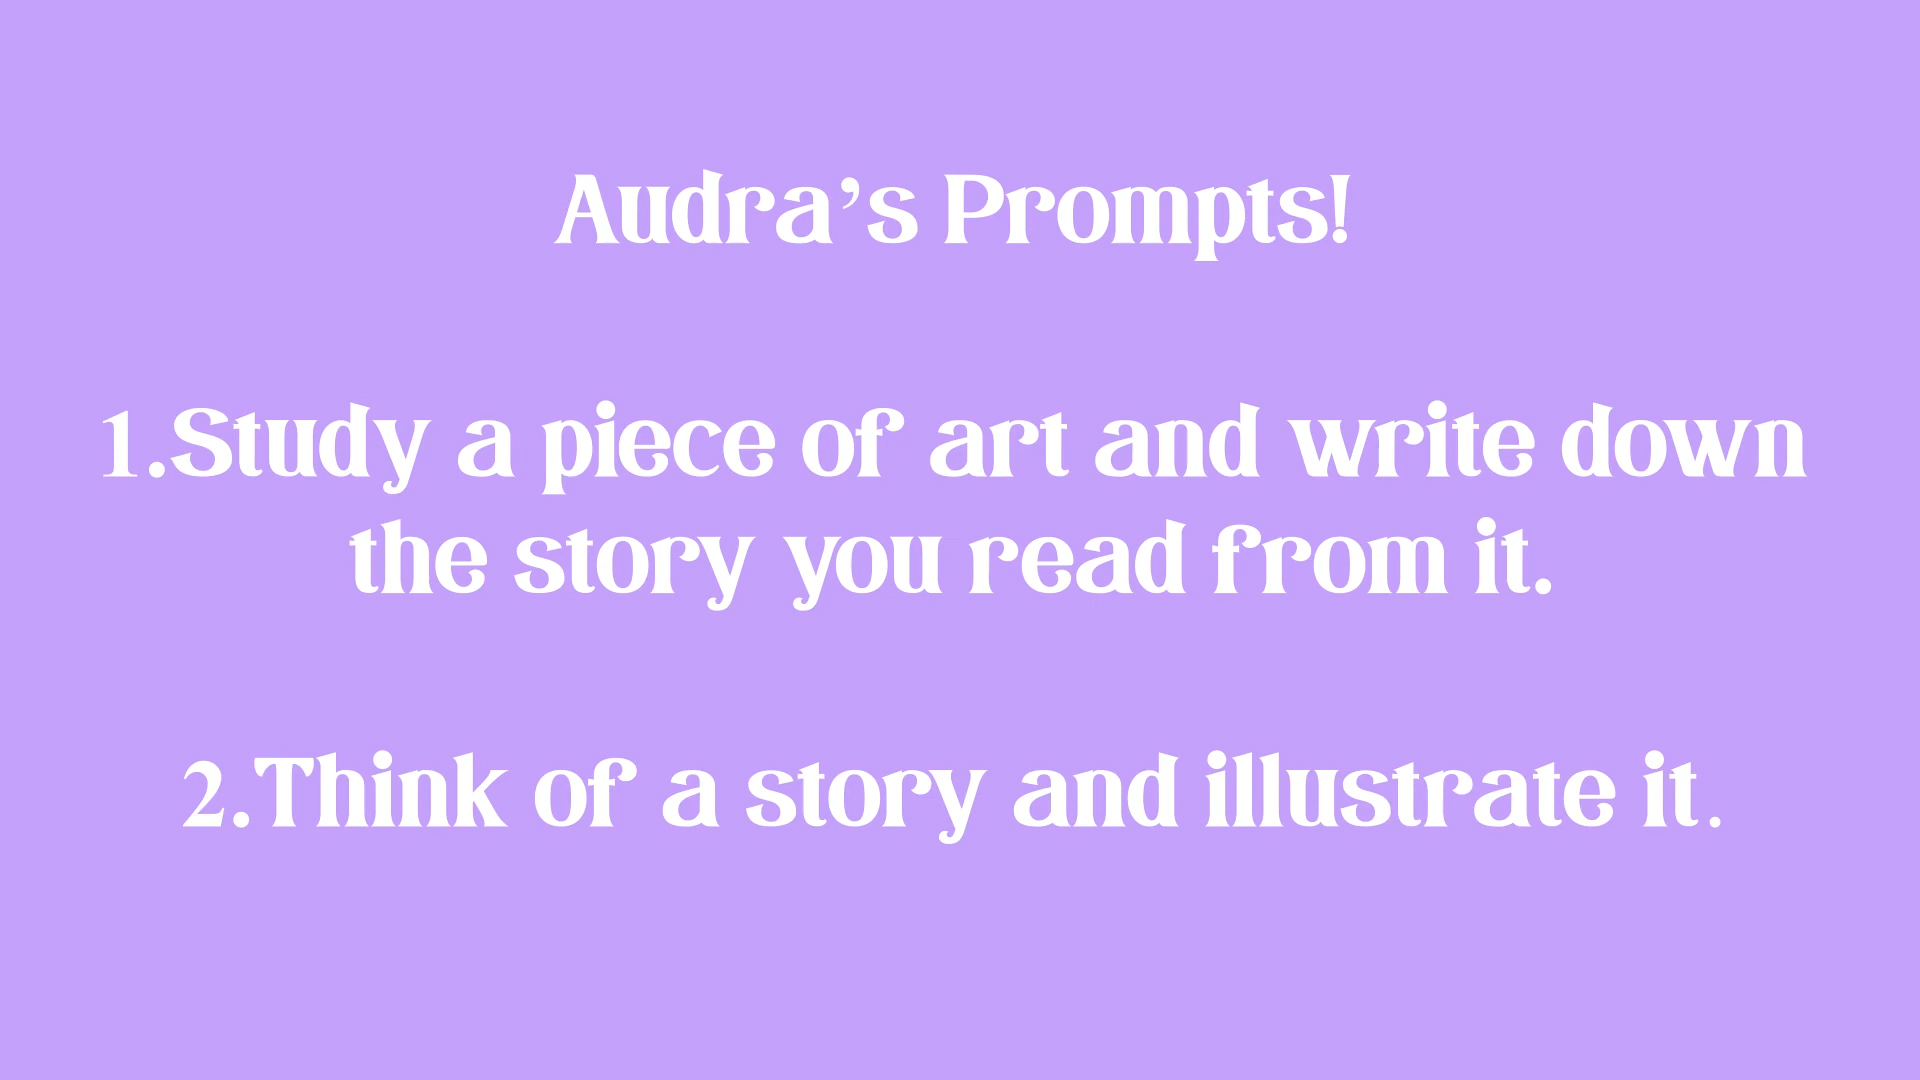 Audra’s Prompts!
1.Study a piece of art and write down
the story you read from it.
2.Think of a story and illustrate it.